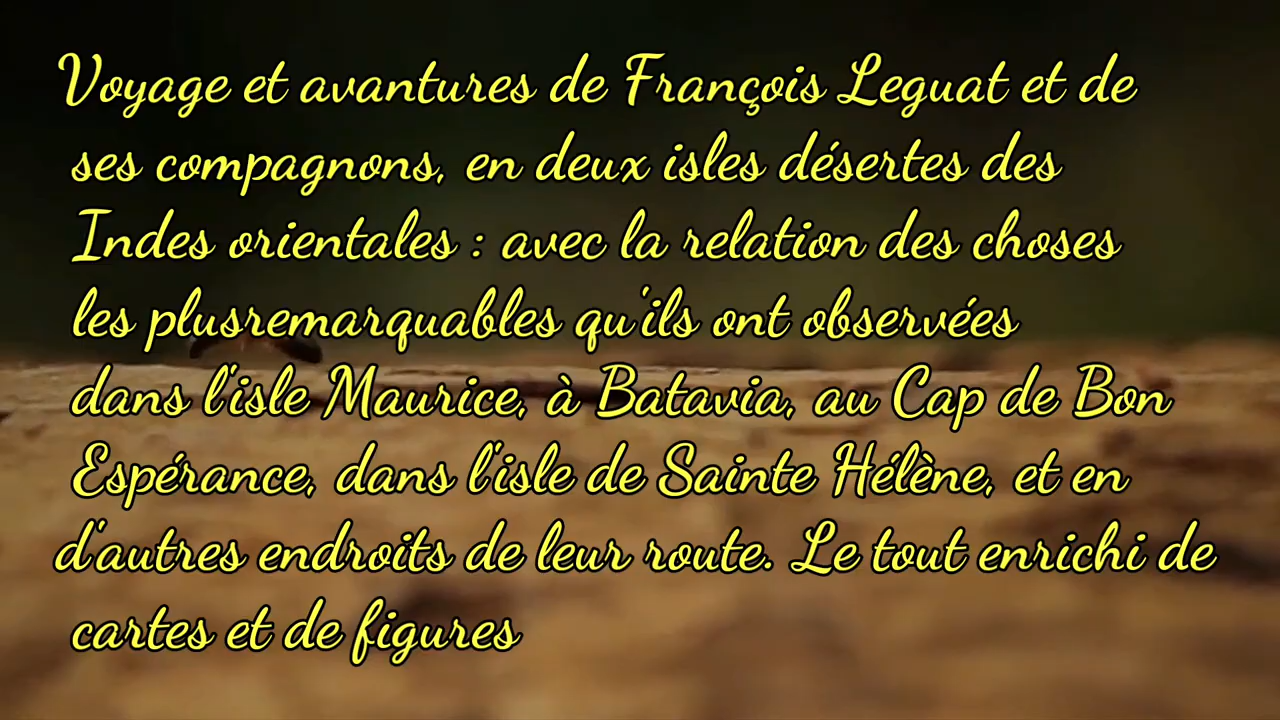 Voyage et avantures de François Leguat et de
ses compagnons, en deux isles désertes des
Indes orientales : avec la relation des choses
les plusremarquables qu'ils ont observées
dans l'isle Maurice, à Batavia, au Cap de Bon
Espérance, dans l'isle de Sainte Hélène, et en
d'autres endroits de leur route. Le tout enrichi de
cartes et de figures